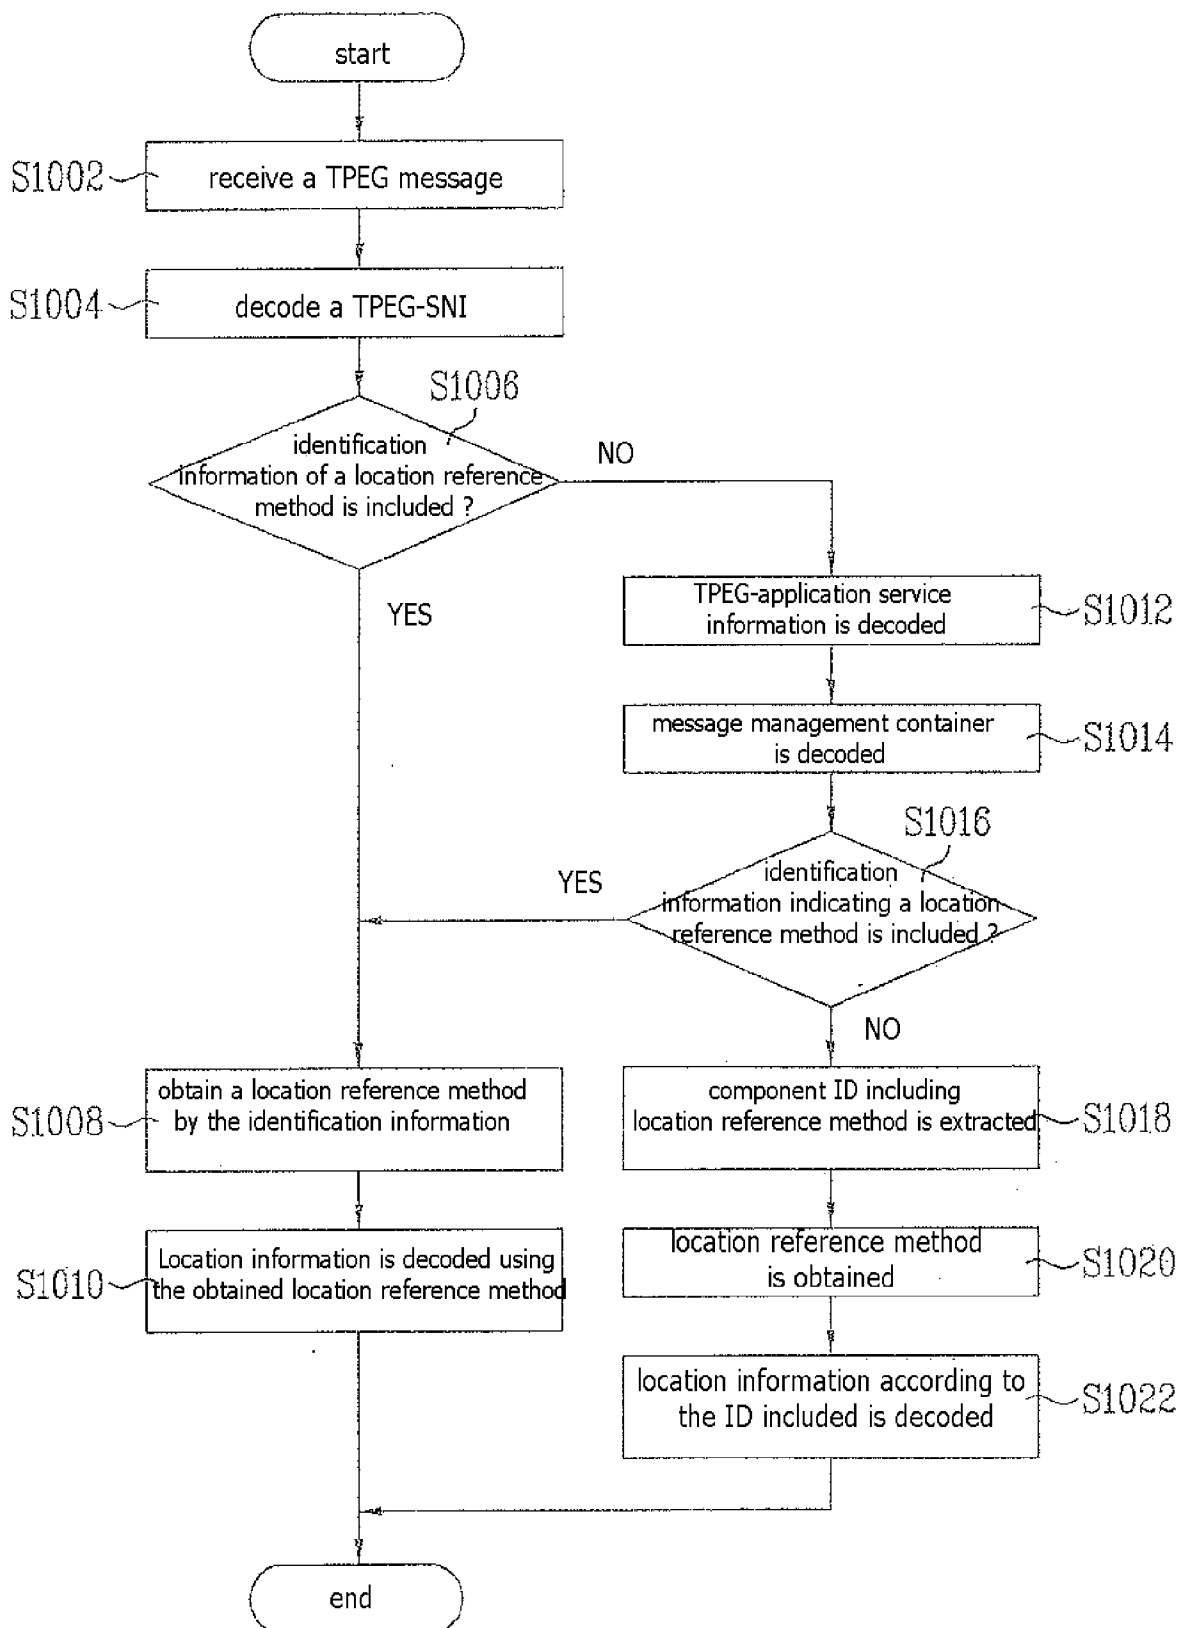 start
S1002
receive a TPEG message
S1004
decode a TPEG-SNI
S1006
identification
information of a location reference
method is included ?
NO
YES
TPEG-application service
information is decoded
S1012
message management container
is decoded
S1014
S1016
identification
information indicating a location
reference method is included ?
YES
NO
S1008
obtain a location reference method
by the identification information
component ID including
location reference method is extracted
S1018
S1010
Location information is decoded using
the obtained location reference method
location reference method
is obtained
S1020
location information according to
the ID included is decoded
S1022
end